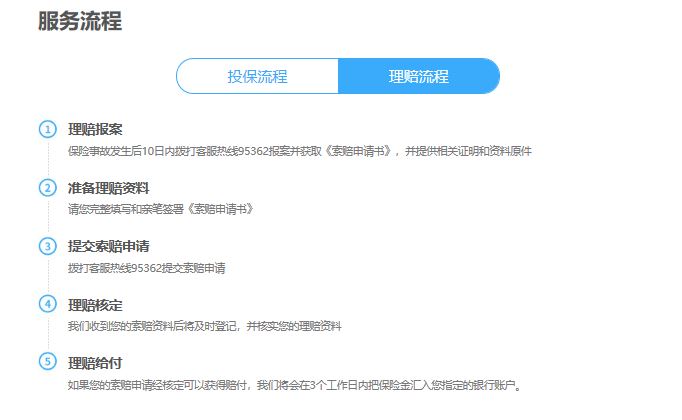 服务流程
投保流程 理赔流程
1 理赔报案
保险事故发生后10日内拨打客服热线95362报案并获取《索赔申请书》，并提供相关证明和资料原件
2 准备理赔资料
请您完整填写和亲笔签署《索赔申请书》
3 提交索赔申请
拨打客服热线95362提交索赔申请
4 理赔核定
我们收到您的索赔资料后将及时登记，并核实您的理赔资料
5 理赔给付
如果您的索赔申请经核定可以获得赔付，我们将会在3个工作日内把保险金汇入您指定的银行账户。